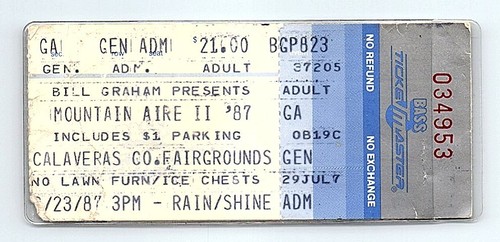 GA GEN ADM $21.00 BGP823
GEN. ADM. ADULT 37205
BILL GRAHAM PRESENTS ADULT
MOUNTAIN AIRE II '87 GA
INCLUDES $1 PARKING 0B19C
CALAVERAS CO.FAIRGROUNDS GEN
NO LAWN FURN/ICE CHESTS 29JUL7
/23/87 3PM - RAIN/SHINE ADM
NO REFUND
NO EXCHANGE
TICKETMASTER
BASS
034953